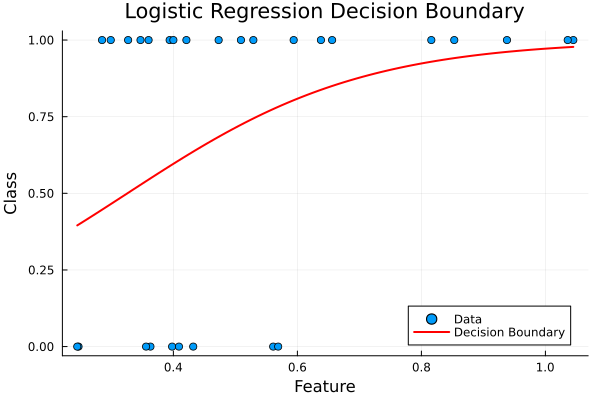 Logistic Regression Decision Boundary
1.00
0.75
0.50
0.25
0.00
Class
0.4
0.6
0.8
1.0
Feature
Data
Decision Boundary